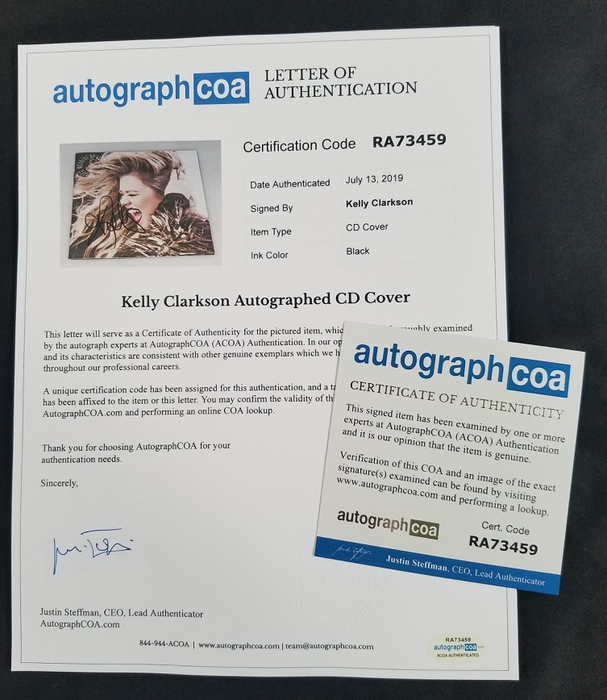 autographcoa
LETTER OF
AUTHENTICATION
Certification Code RA73459
Date Authenticated July 13, 2019
Signed By Kelly Clarkson
Item Type CD Cover
Ink Color Black
Kelly Clarkson Autographed CD Cover
This letter will serve as a Certificate of Authenticity for the pictured item, examined
by the autograph experts at AutographCOA (ACOA) Authentication. In our
and its characteristics are consistent with other genuine exemplars which we
throughout our professional careers.
A unique certification code has been assigned for this authentication, and a
has been affixed to the item or this letter. You may confirm the validity of
AutographCOA.com and performing an online COA lookup.
Thank you for choosing AutographCOA for your
authentication needs.
Sincerely,
Justin Steffman, CEO, Lead Authenticator
AutographCOA.com
844-944-ACOA | www.autographcoa.com | team@autographcoa.com
RA73459
autographcoa
ACOA AUTHENTICATED
autographcoa
CERTIFICATE OF AUTHENTICITY
This signed item has been examined by one or more
experts at AutographCOA (ACOA) Authentication
and it is our opinion that the item is genuine.
Verification of this COA and an image of the exact
signature(s) examined can be found by visiting
www.autographcoa.com and performing a lookup.
autographcoa
Cert. Code
RA73459
Justin Steffman, CEO, Lead Authenticator